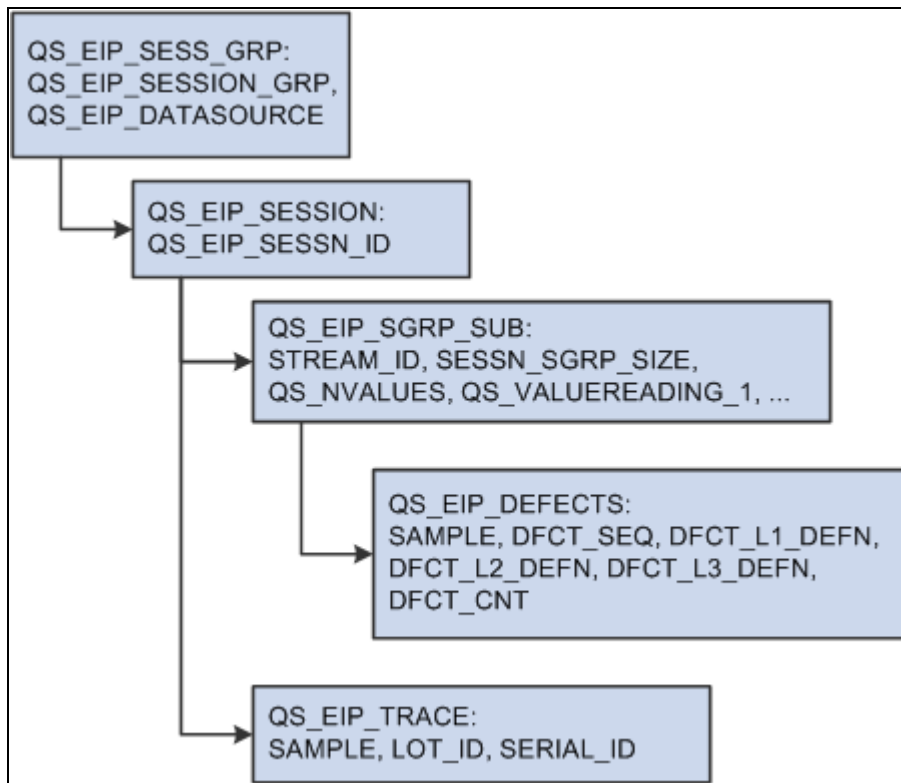 QS_EIP_SESS_GRP:
QS_EIP_SESSION_GRP,
QS_EIP_DATASOURCE
QS_EIP_SESSION:
QS_EIP_SESSN_ID
QS_EIP_SGRP_SUB:
STREAM_ID, SESSN_SGRP_SIZE,
QS_NVALUES, QS_VALUEREADING_1, ...
QS_EIP_DEFECTS:
SAMPLE, DFCT_SEQ, DFCT_L1_DEFN,
DFCT_L2_DEFN, DFCT_L3_DEFN,
DFCT_CNT
QS_EIP_TRACE:
SAMPLE, LOT_ID, SERIAL_ID